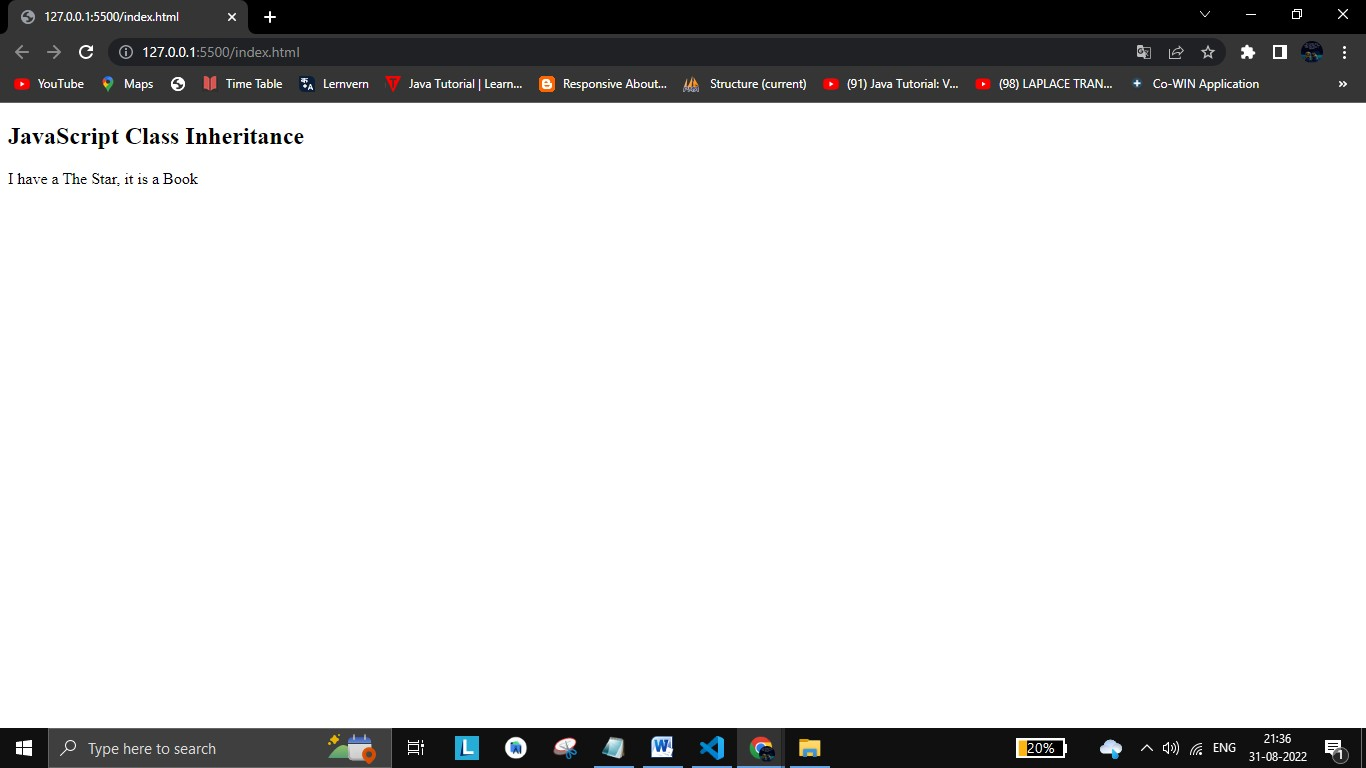 127.0.0.1:5500/index.html
127.0.0.1:5500/index.html
YouTube Maps Time Table Lernvern Java Tutorial | Learn... Responsive About... Structure (current) (91) Java Tutorial: V... (98) LAPLACE TRAN... Co-WIN Application »
JavaScript Class Inheritance
I have a The Star, it is a Book
Type here to search L W 20% ENG 21:36
31-08-2022 1